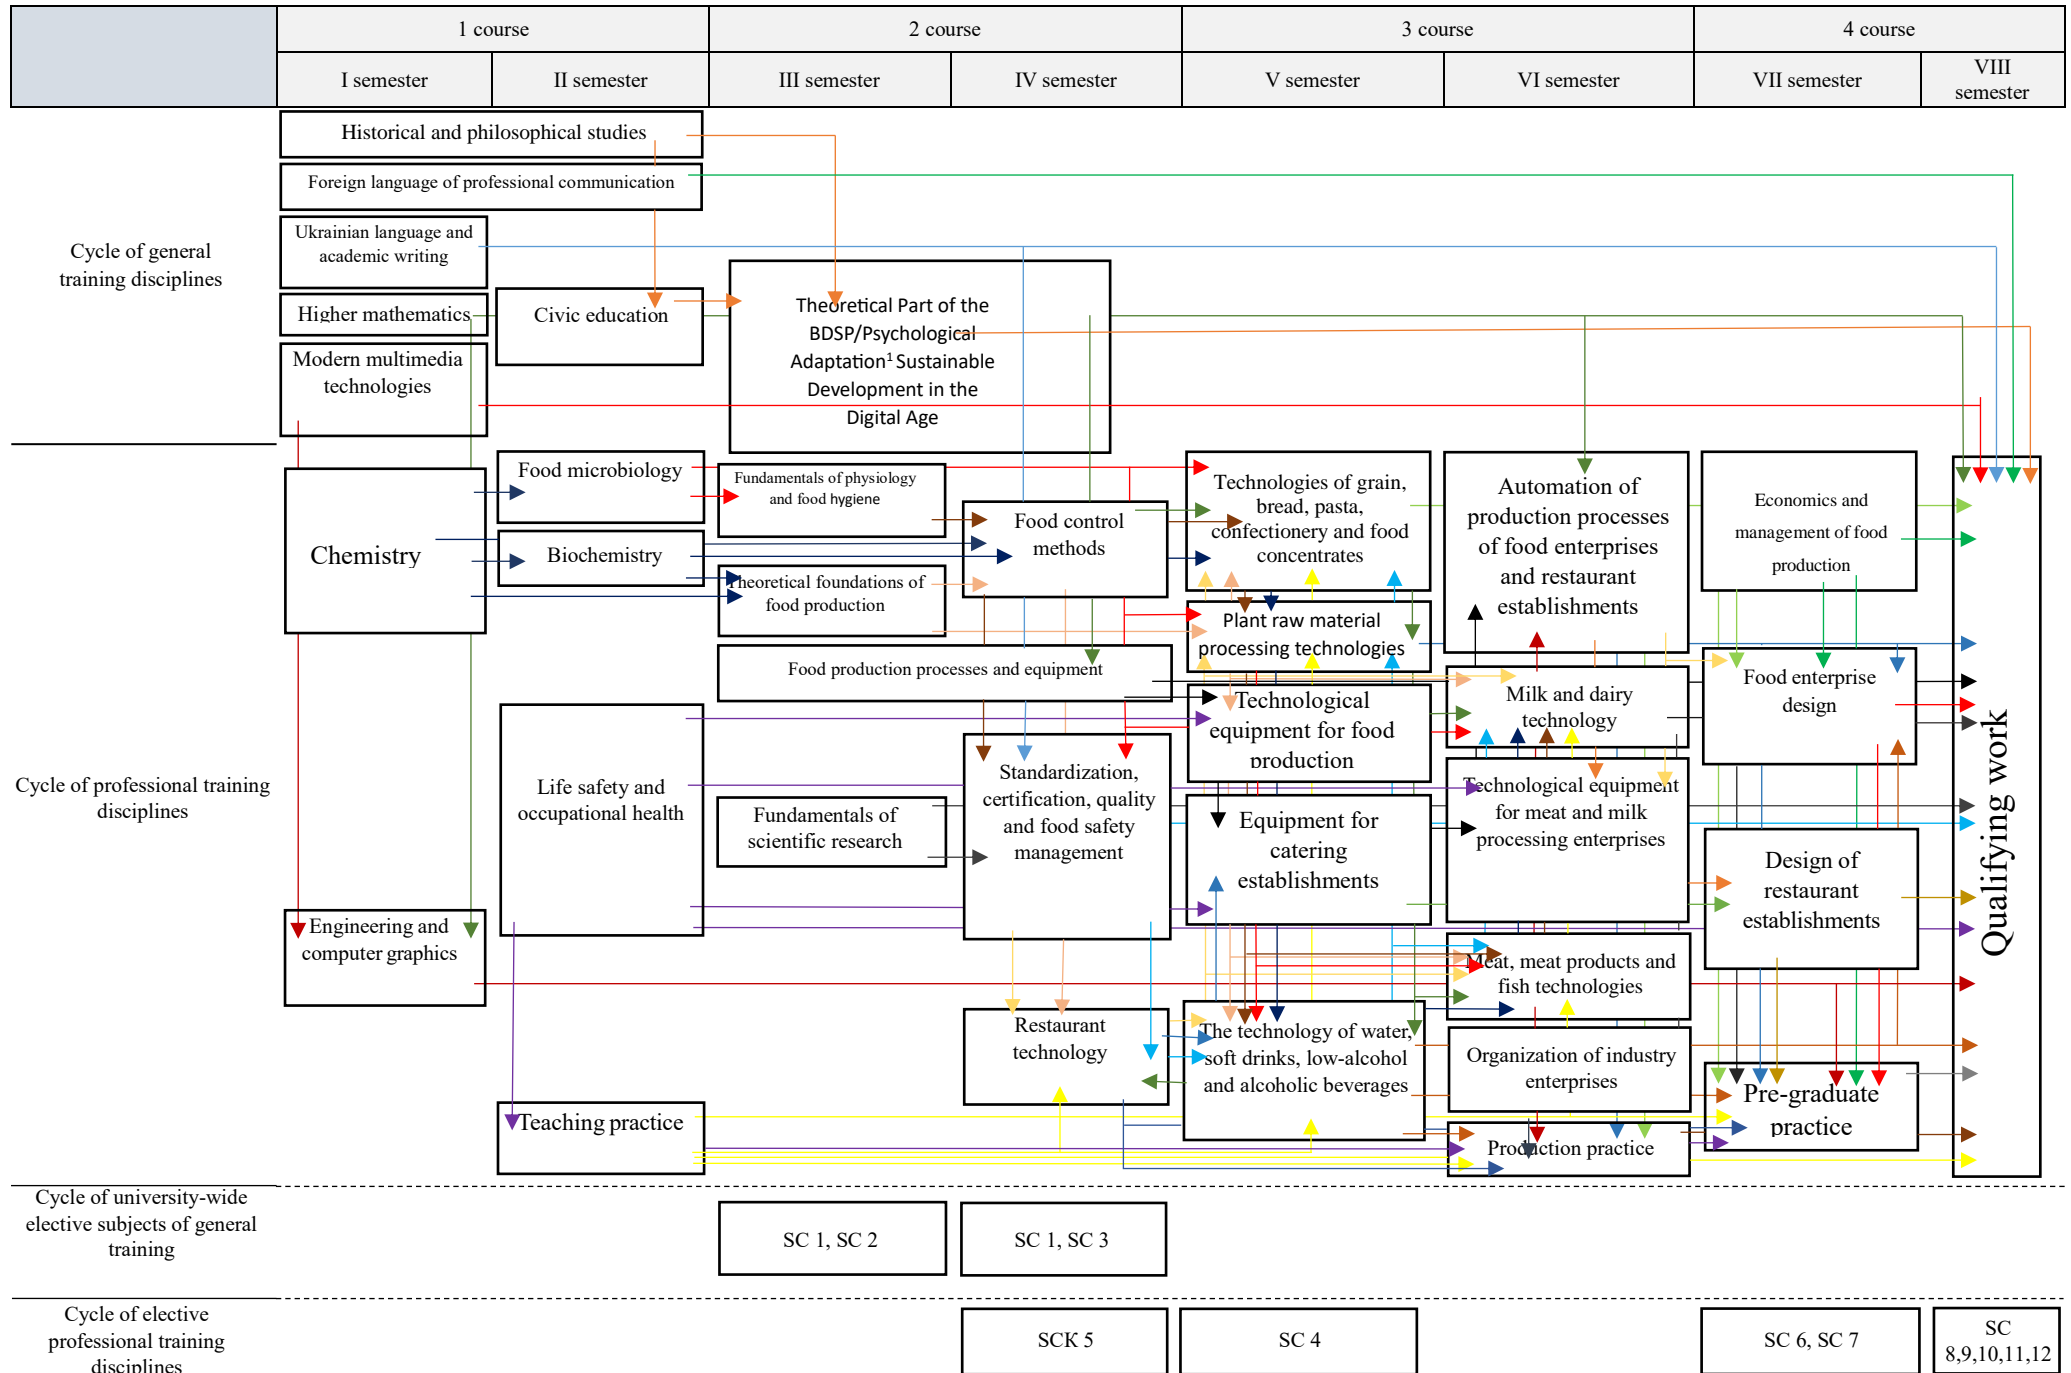 1 course
2 course
3 course
4 course
I semester
II semester
III semester
IV semester
V semester
VI semester
VII semester
VIII
semester
Cycle of general
training disciplines
Historical and philosophical studies
Foreign language of professional communication
Ukrainian language and
academic writing
Higher mathematics
Modern multimedia
technologies
Civic education
Theoretical Part of the
BDSP/Psychological
Adaptation¹ Sustainable
Development in the
Digital Age
Cycle of professional training
disciplines
Chemistry
Engineering and
computer graphics
Food microbiology
Biochemistry
Life safety and
occupational health
Teaching practice
Fundamentals of physiology
and food hygiene
Theoretical foundations of
food production
Food production processes and equipment
Fundamentals of
scientific research
Food control
methods
Standardization,
certification, quality
and food safety
management
Restaurant
technology
Technologies of grain,
bread, pasta,
confectionery and food
concentrates
Plant raw material
processing technologies
Technological
equipment for food
production
Equipment for
catering
establishments
The technology of water,
soft drinks, low-alcohol
and alcoholic beverages
Automation of
production processes
of food enterprises
and restaurant
establishments
Milk and dairy
technology
Technological equipment
for meat and milk
processing enterprises
Meat, meat products and
fish technologies
Organization of industry
enterprises
Production practice
Economics and
management of food
production
Food enterprise
design
Design of
restaurant
establishments
Pre-graduate
practice
Qualifying work
Cycle of university-wide
elective subjects of general
training
SC 1, SC 2
SC 1, SC 3
Cycle of elective
professional training
disciplines
SCK 5
SC 4
SC 6, SC 7
SC
8,9,10,11,12